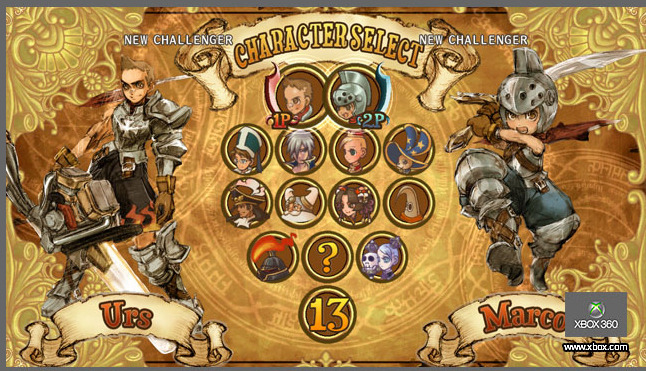 NEW CHALLENGER
CHARACTER SELECT
NEW CHALLENGER
1P
2P
?
13
Urs
Marco
XBOX 360
www.xbox.com